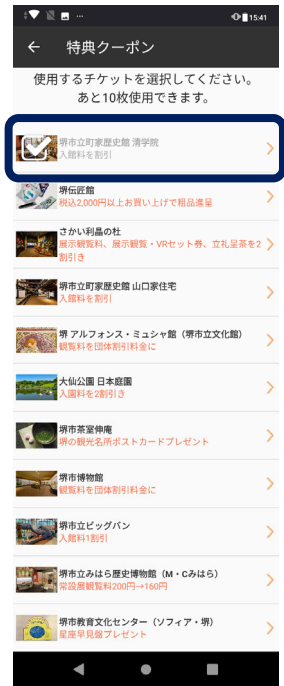 15:41
特典クーポン
使用するチケットを選択してください。
あと10枚使用できます。
堺市立町家歴史館 清学院
入館料を割引
堺伝匠館
税込2,000円以上お買い上げで粗品進呈
さかい利晶の杜
展示観覧料、展示観覧・VRセット券、立礼呈茶を2
割引き
堺市立町家歴史館 山口家住宅
入館料を割引
堺 アルフォンス・ミュシャ館（堺市立文化館）
観覧料を団体割引料金に
大仙公園 日本庭園
入園料を2割引き
堺市茶室伸庵
堺の観光名所ポストカードプレゼント
堺市博物館
観覧料を団体割引料金に
堺市立ビッグバン
入館料1割引
堺市立みはら歴史博物館（M・Cみはら）
常設展観覧料200円→160円
堺市教育文化センター（ソフィア・堺）
星座早見盤プレゼント